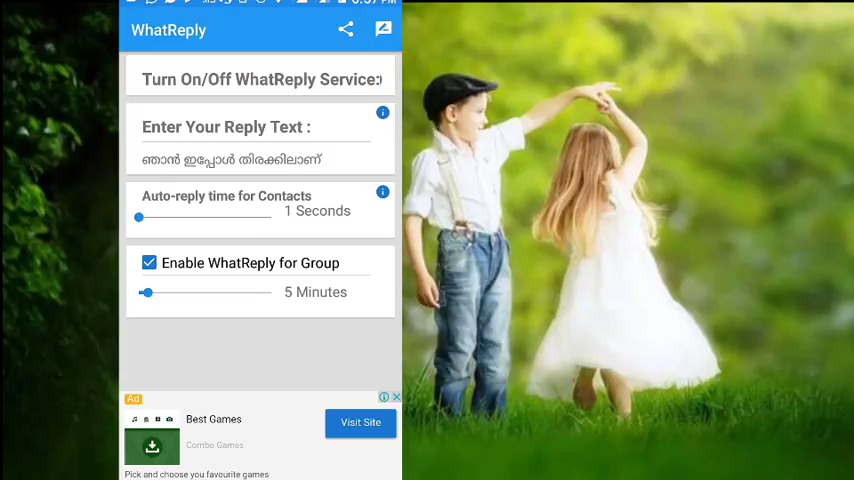 WhatReply
Turn On/Off WhatReply Service:
Enter Your Reply Text :
ഞാൻ ഇപ്പോൾ തിരക്കിലാണ്
Auto-reply time for Contacts
1 Seconds
Enable WhatReply for Group
5 Minutes
Ad
Best Games
Visit Site
Combo Games
Pick and choose you favourite games